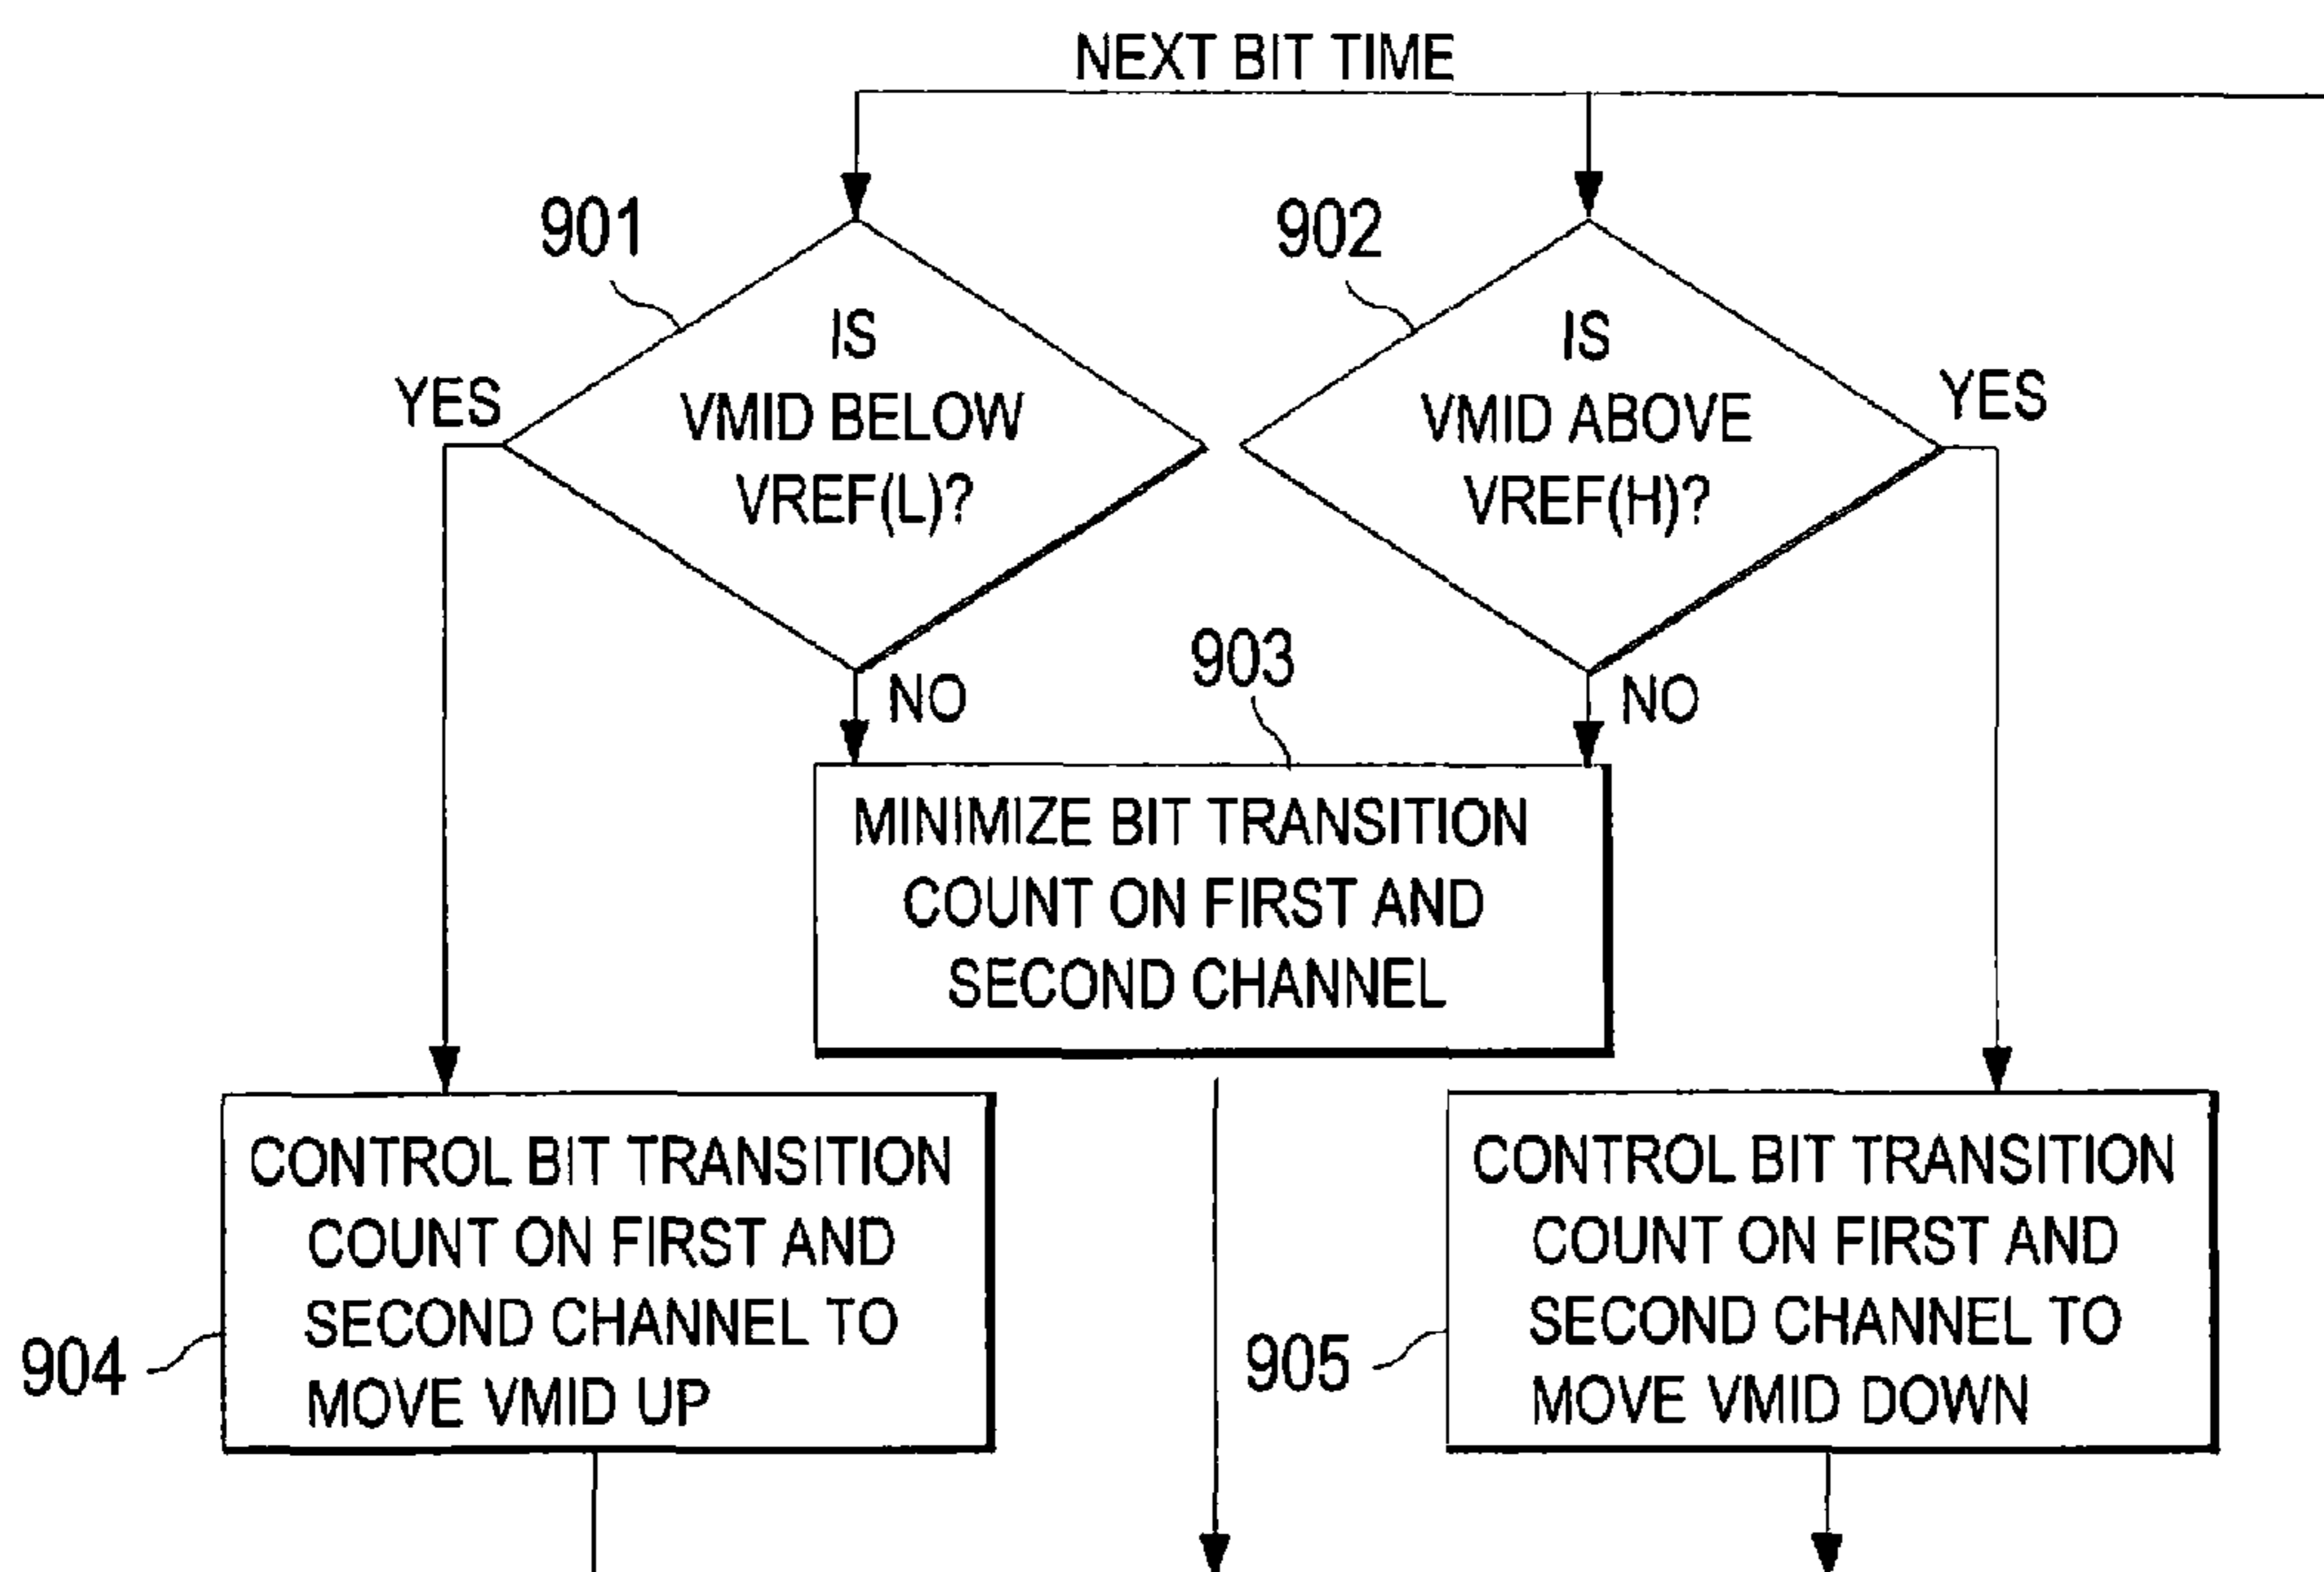 NEXT BIT TIME
901
IS
VMID BELOW
VREF(L)?
YES
NO
902
IS
VMID ABOVE
VREF(H)?
YES
NO
903
MINIMIZE BIT TRANSITION
COUNT ON FIRST AND
SECOND CHANNEL
904
CONTROL BIT TRANSITION
COUNT ON FIRST AND
SECOND CHANNEL TO
MOVE VMID UP
905
CONTROL BIT TRANSITION
COUNT ON FIRST AND
SECOND CHANNEL TO
MOVE VMID DOWN